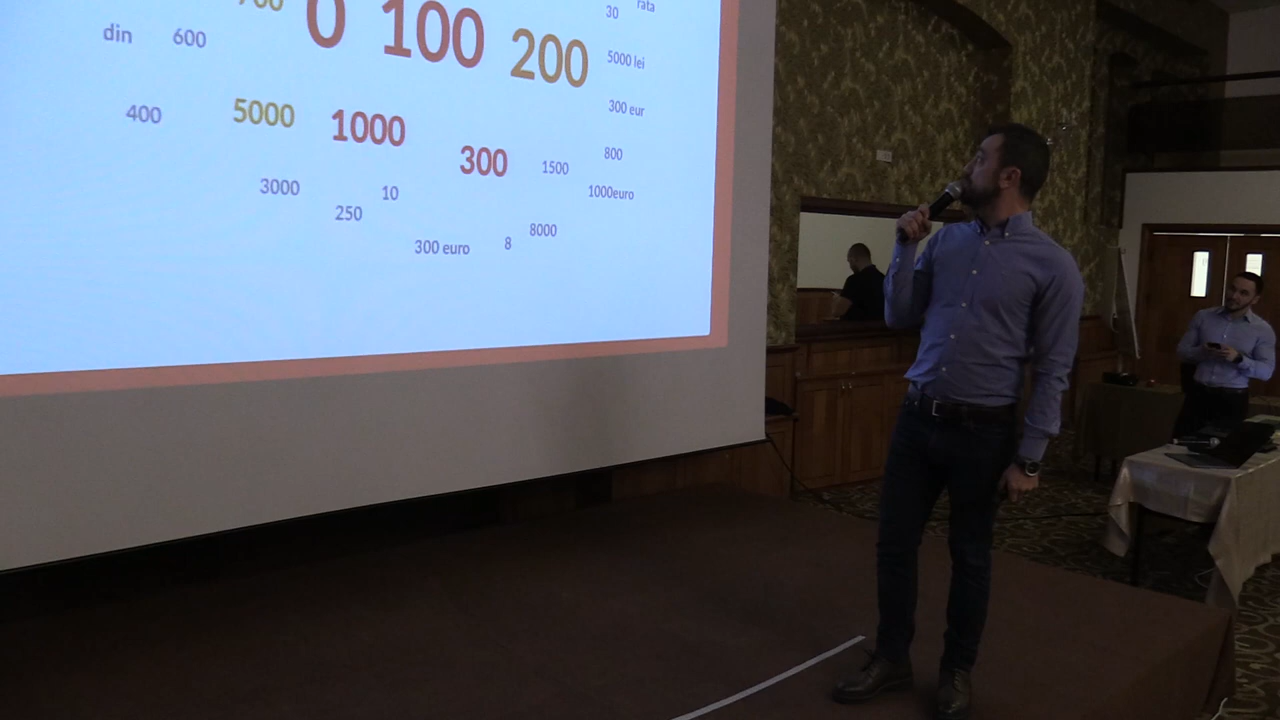 rata
30
700
0 100 200
din 600
5000 lei
300 eur
400 5000 1000
800
300 1500
1000euro
3000 10
250
8000
300 euro 8